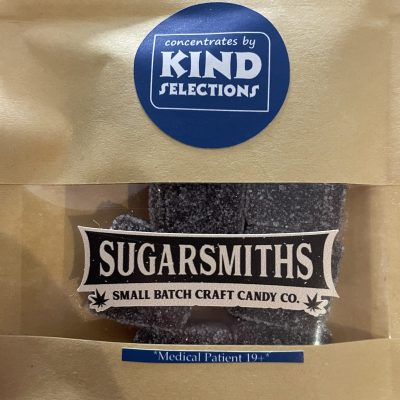 concentrates by
KIND
SELECTIONS
SUGARSMITHS
SMALL BATCH CRAFT CANDY CO.
*Medical Patient 19+*